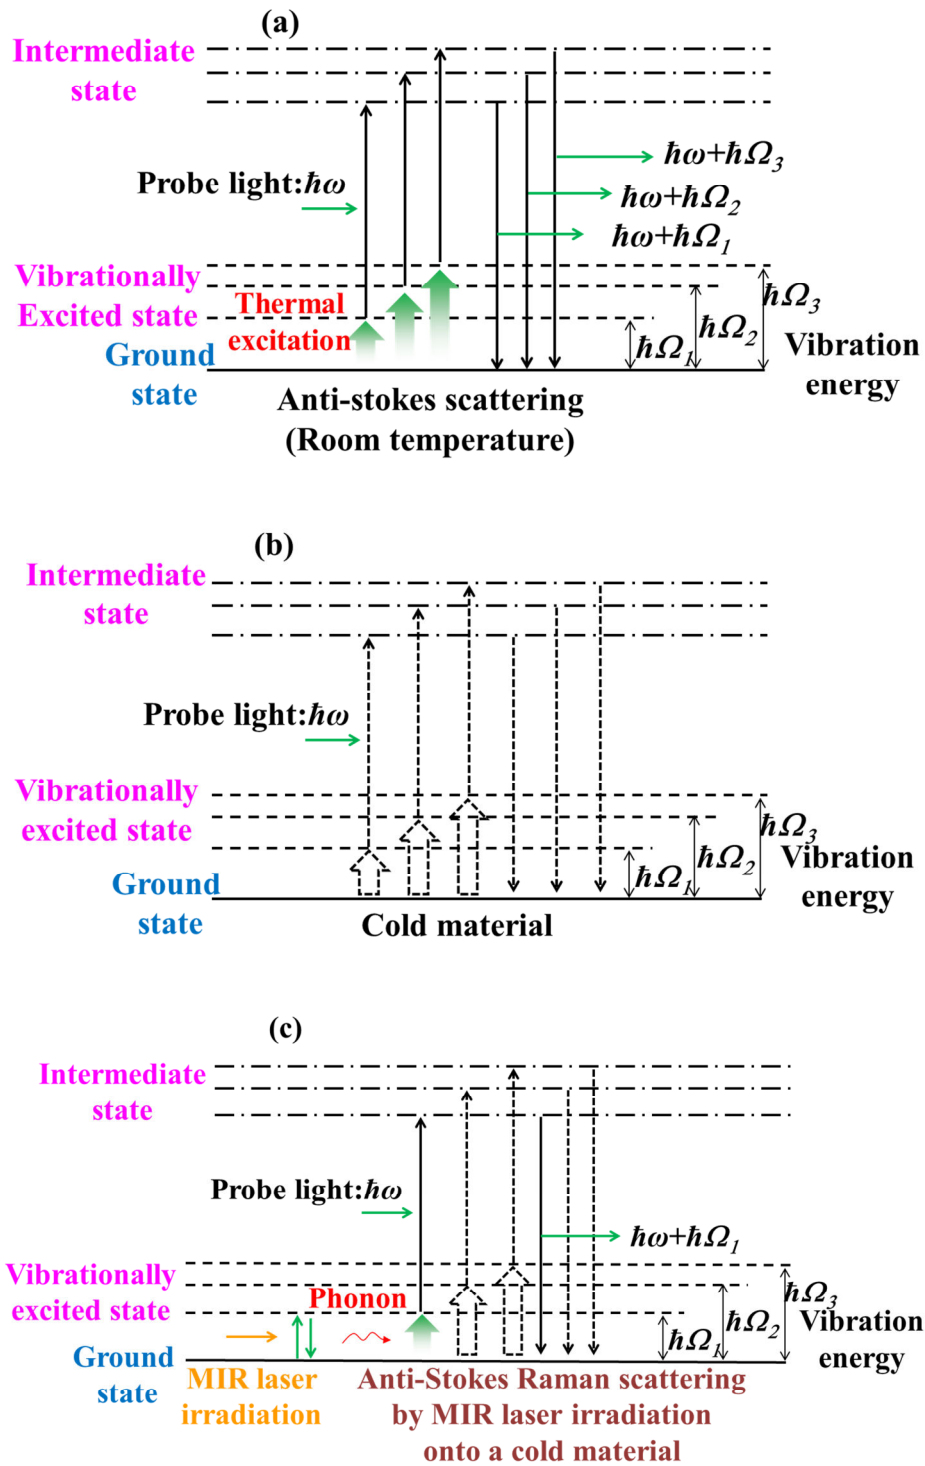 (a)
Intermediate
state
Probe light:ℏω
ℏω+ℏΩ3
ℏω+ℏΩ2
ℏω+ℏΩ1
Vibrationally
Excited state
Thermal
excitation
Ground
state
ℏΩ1
ℏΩ2
ℏΩ3
Vibration
energy
Anti-stokes scattering
(Room temperature)
(b)
Intermediate
state
Probe light:ℏω
Vibrationally
excited state
Ground
state
ℏΩ1
ℏΩ2
ℏΩ3
Vibration
energy
Cold material
(c)
Intermediate
state
Probe light:ℏω
ℏω+ℏΩ1
Vibrationally
excited state
Phonon
Ground
state
ℏΩ1
ℏΩ2
ℏΩ3
Vibration
energy
MIR laser
irradiation
Anti-Stokes Raman scattering
by MIR laser irradiation
onto a cold material